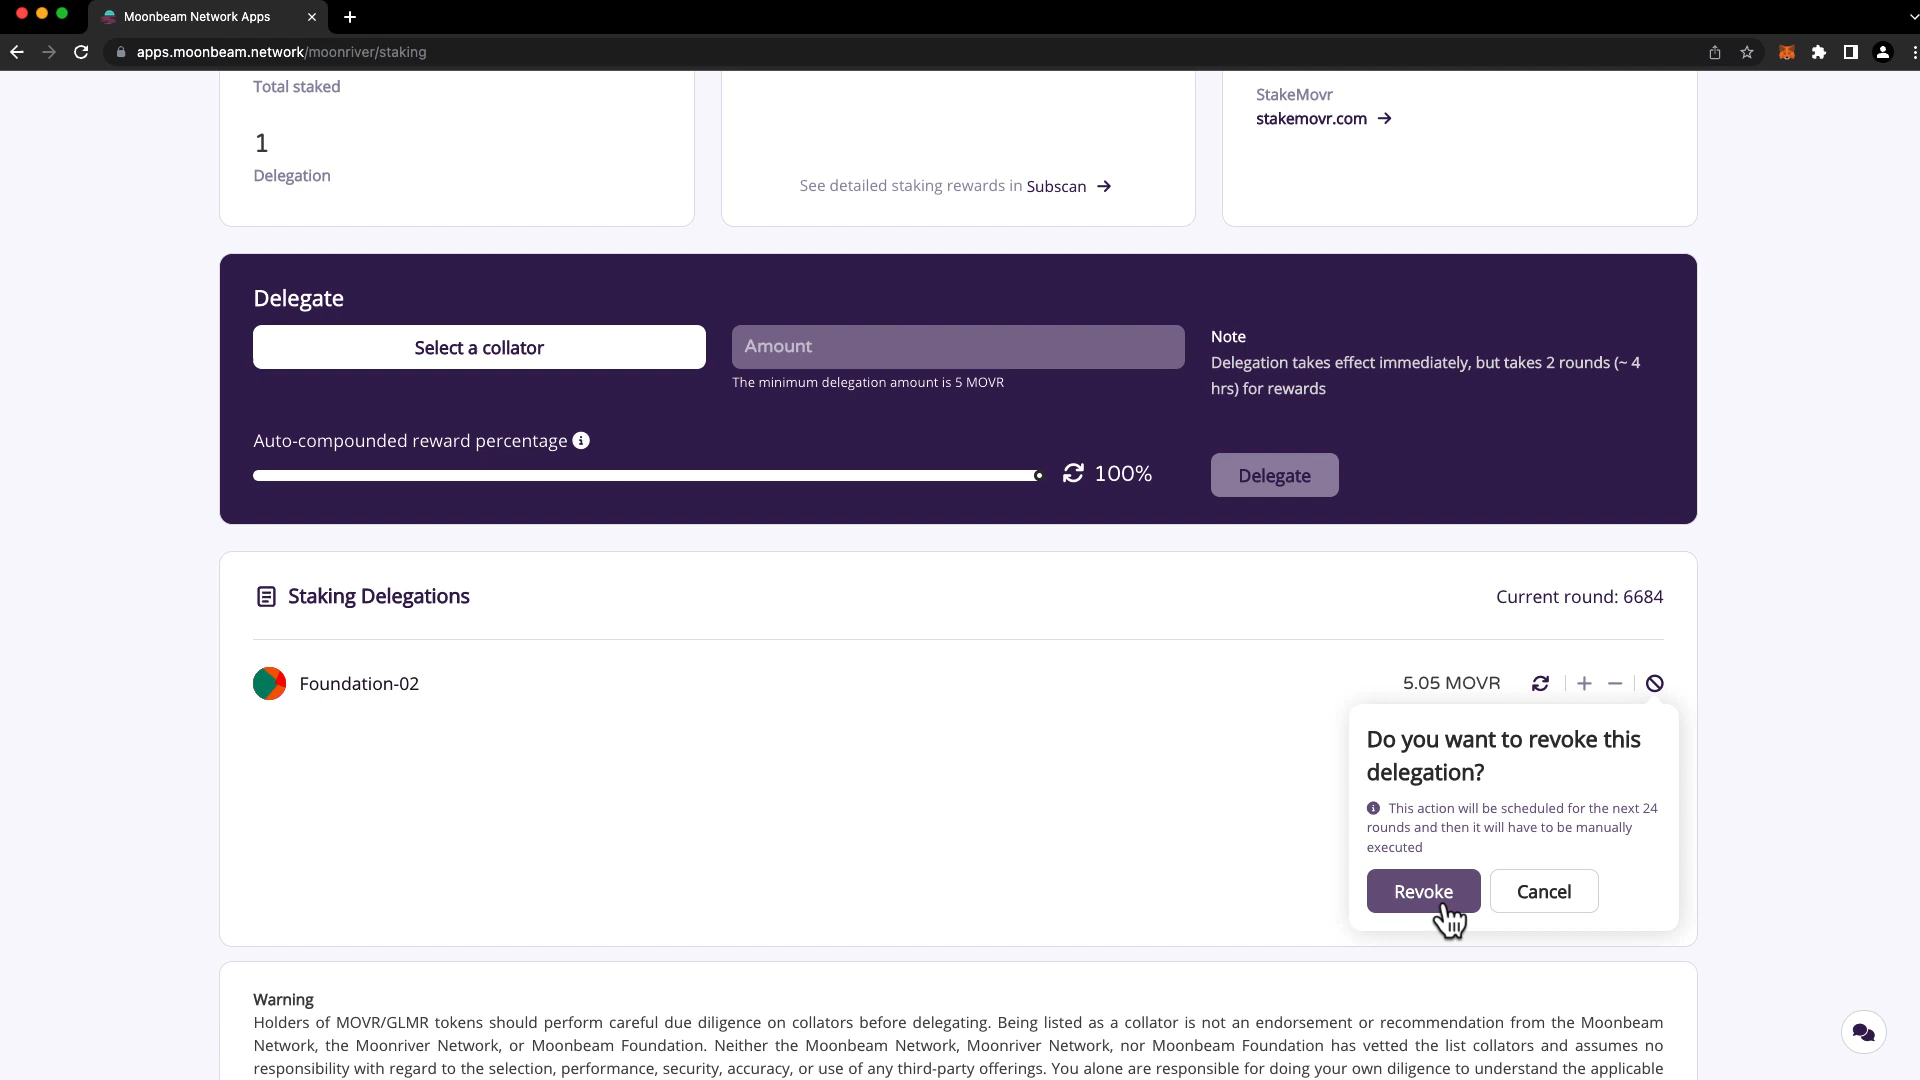 Moonbeam Network Apps
apps.moonbeam.network/moonriver/staking
Total staked
1
Delegation
See detailed staking rewards in Subscan →
StakeMovr
stakemovr.com →
Delegate
Select a collator
Amount
The minimum delegation amount is 5 MOVR
Note
Delegation takes effect immediately, but takes 2 rounds (~ 4
hrs) for rewards
Auto-compounded reward percentage
100%
Delegate
Staking Delegations
Current round: 6684
Foundation-02
5.05 MOVR
Do you want to revoke this
delegation?
This action will be scheduled for the next 24
rounds and then it will have to be manually
executed
Revoke
Cancel
Warning
Holders of MOVR/GLMR tokens should perform careful due diligence on collators before delegating. Being listed as a collator is not an endorsement or recommendation from the Moonbeam
Network, the Moonriver Network, or Moonbeam Foundation. Neither the Moonbeam Network, Moonriver Network, nor Moonbeam Foundation has vetted the list collators and assumes no
responsibility with regard to the selection, performance, security, accuracy, or use of any third-party offerings. You alone are responsible for doing your own diligence to understand the applicable